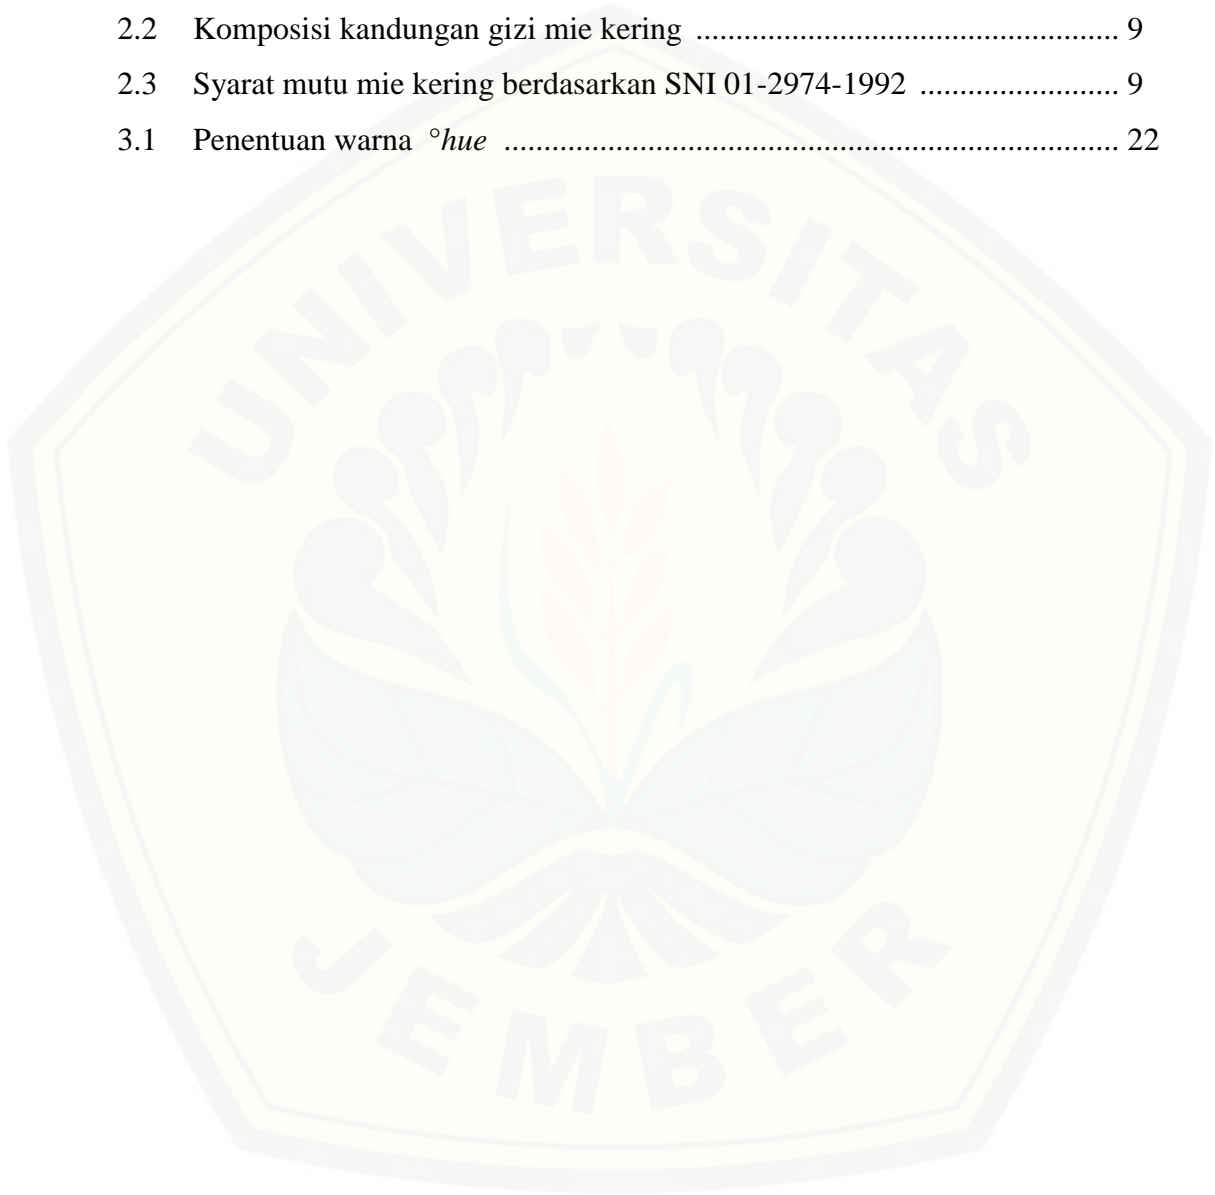 2.2 Komposisi kandungan gizi mie kering .................................................... 9
2.3 Syarat mutu mie kering berdasarkan SNI 01-2974-1992 ......................... 9
3.1 Penentuan warna °hue ............................................................................ 22
UNIVERSITAS
JEMBER